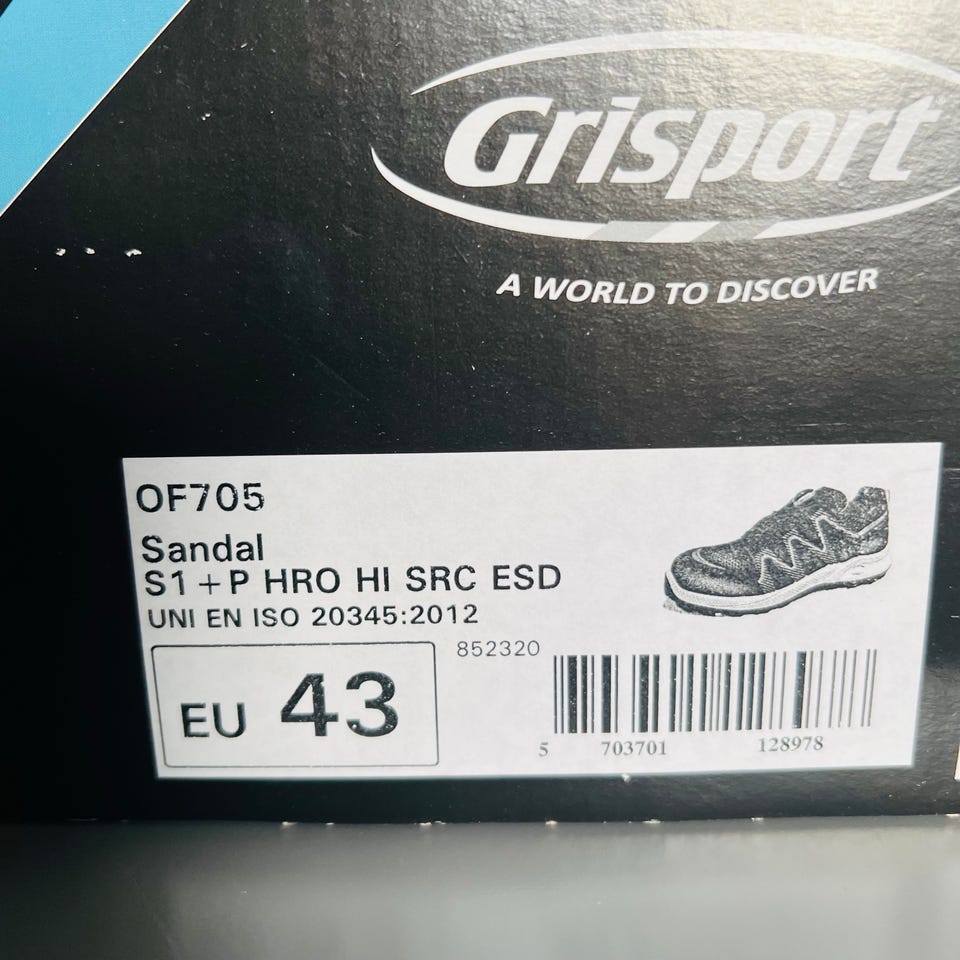 Grisport
A WORLD TO DISCOVER
OF705
Sandal
S1+P HRO HI SRC ESD
UNI EN ISO 20345:2012
EU 43
852320
5 703701 128978